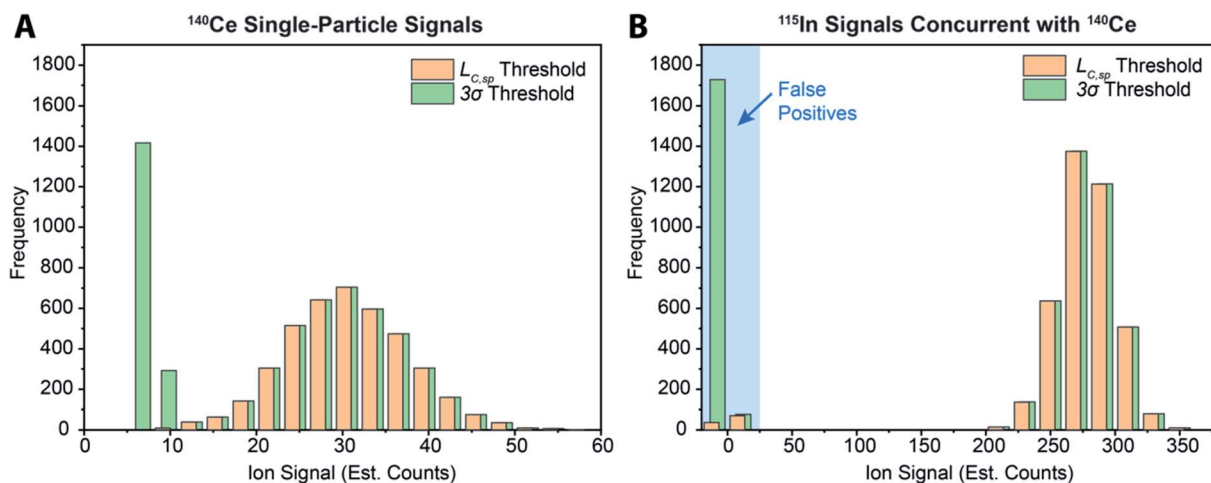 A
¹⁴⁰Ce Single-Particle Signals
1800
1600
1400
1200
1000
800
600
400
200
0
Frequency
L_C,sp Threshold
3σ Threshold
0 10 20 30 40 50 60
Ion Signal (Est. Counts)
B
¹¹⁵In Signals Concurrent with ¹⁴⁰Ce
1800
1600
1400
1200
1000
800
600
400
200
0
Frequency
L_C,sp Threshold
3σ Threshold
False
Positives
0 50 100 150 200 250 300 350
Ion Signal (Est. Counts)